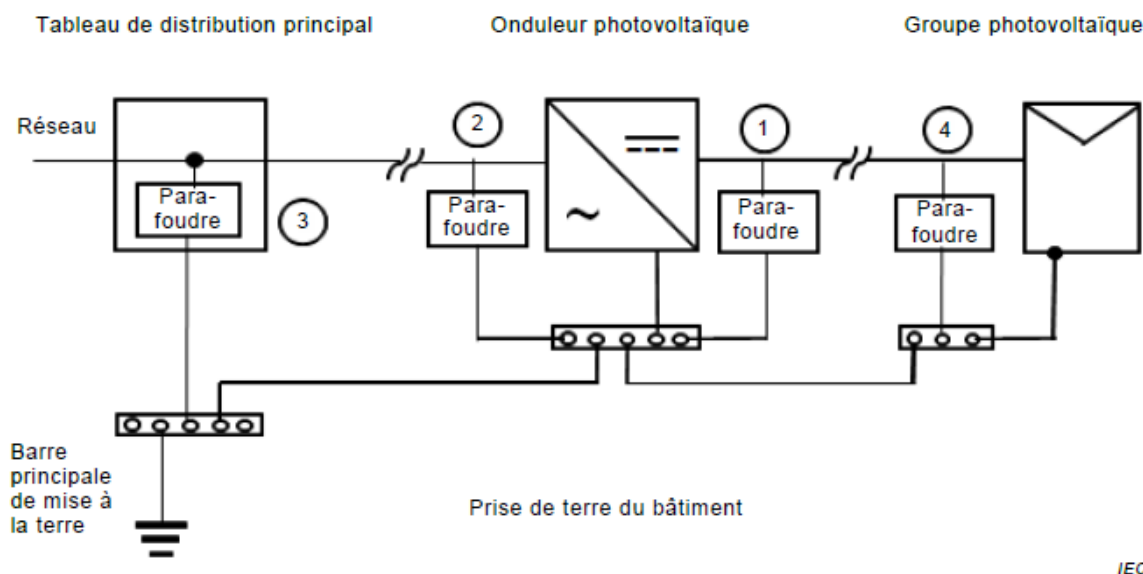 Tableau de distribution principal
Onduleur photovoltaïque
Groupe photovoltaïque
Réseau
2
1
4
Para-
foudre
3
Para-
foudre
Para-
foudre
Para-
foudre
~
Barre
principale
de mise à
la terre
Prise de terre du bâtiment
IEC